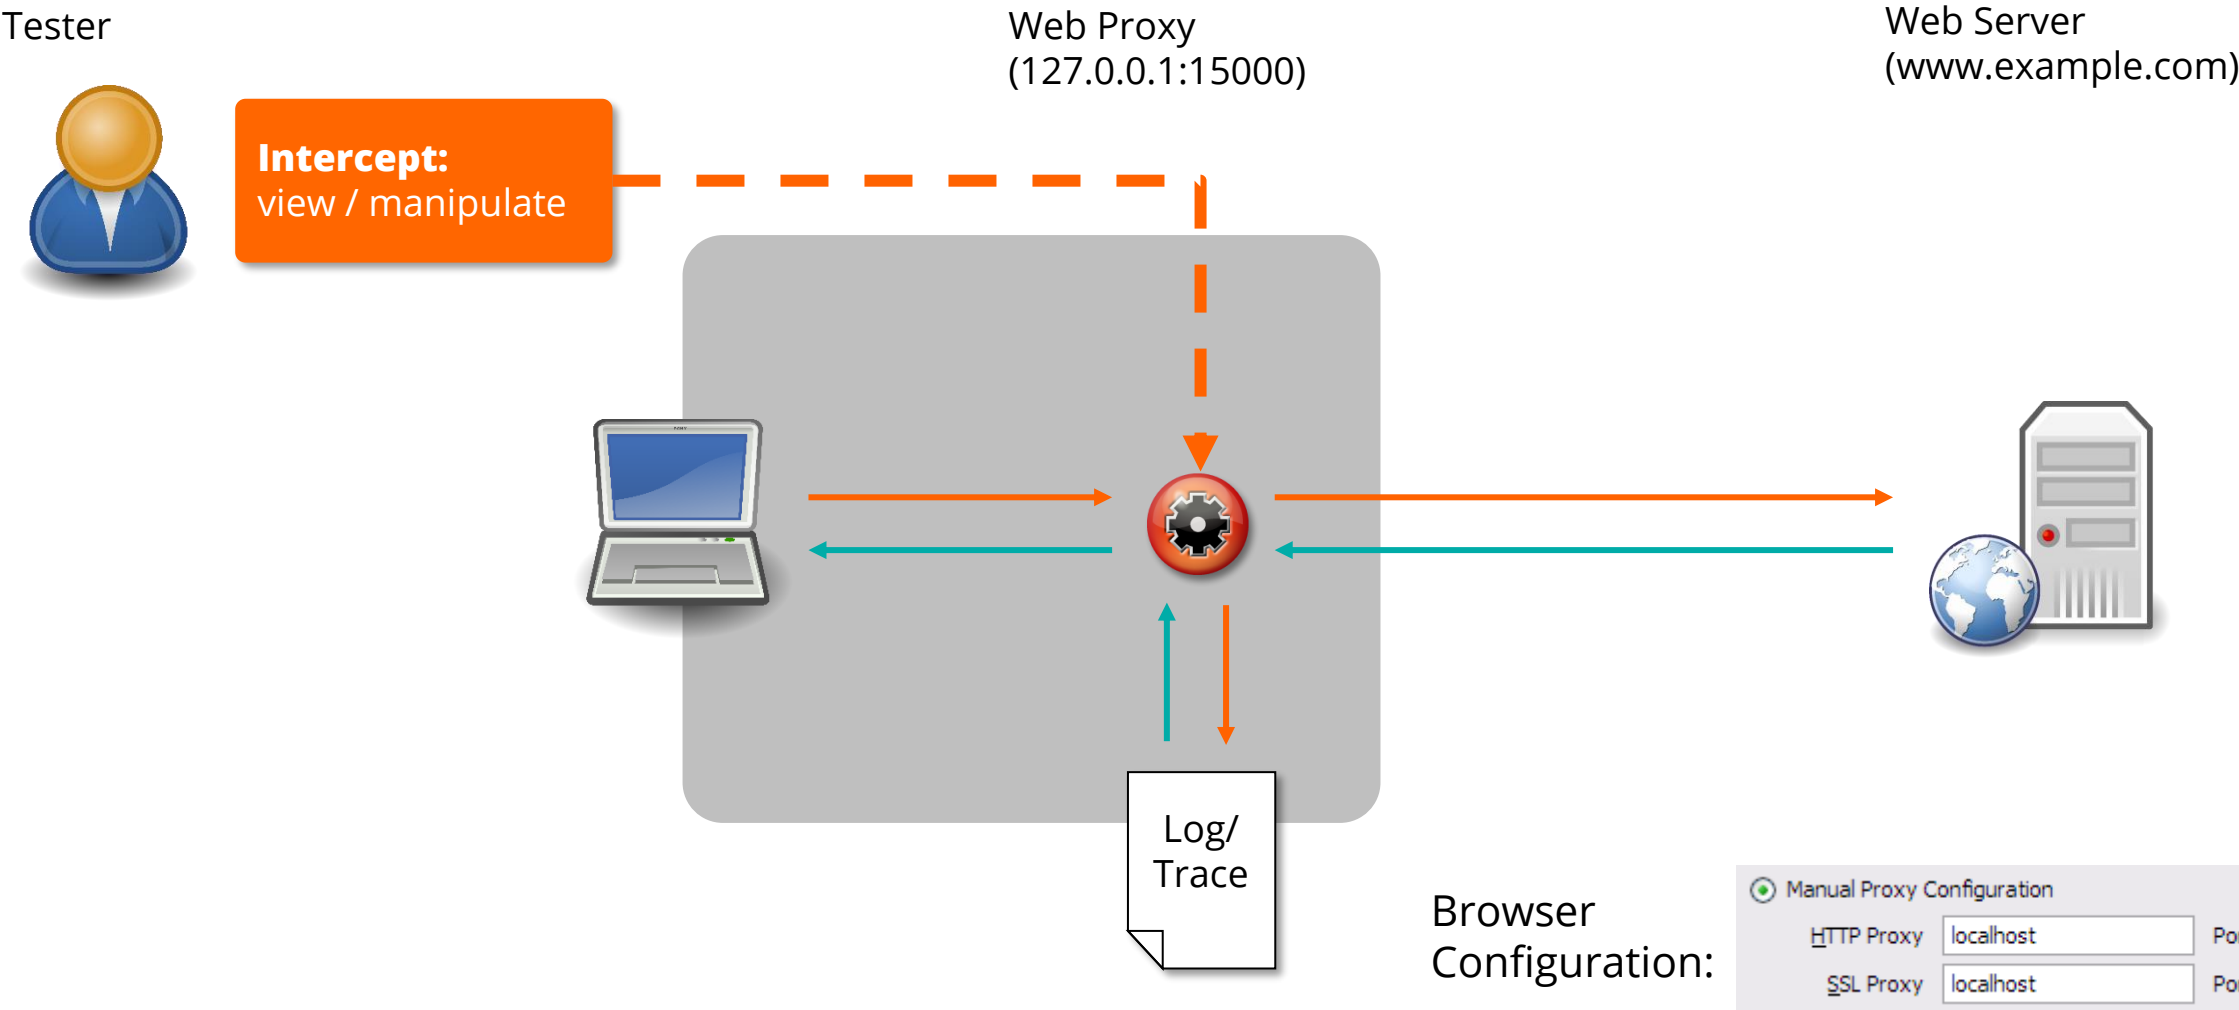 Tester
Web Proxy
(127.0.0.1:15000)
Web Server
(www.example.com)
Intercept:
view / manipulate
Log/
Trace
Browser
Configuration:
Manual Proxy Configuration
HTTP Proxy localhost
SSL Proxy localhost